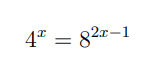 4^x = 8^{2x−1}